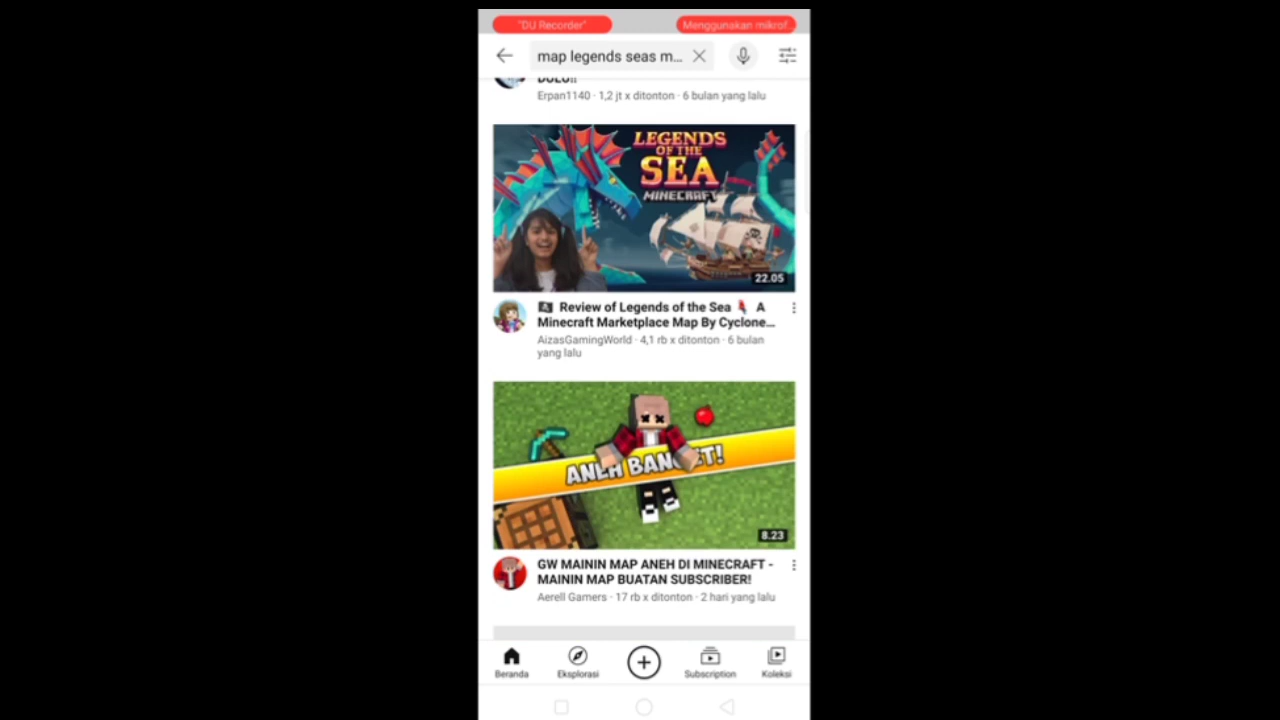 "DU Recorder"
Menggunakan mikrof...
map legends seas m...
DULU!!
Erpan1140 · 1,2 jt x ditonton · 6 bulan yang lalu
LEGENDS
OF THE
SEA
MINECRAFT
22.05
Review of Legends of the Sea A
Minecraft Marketplace Map By Cyclone...
AizasGamingWorld · 4,1 rb x ditonton · 6 bulan
yang lalu
ANEH BANGET!
8.23
GW MAININ MAP ANEH DI MINECRAFT -
MAININ MAP BUATAN SUBSCRIBER!
Aerell Gamers · 17 rb x ditonton · 2 hari yang lalu
Beranda
Eksplorasi
Subscription
Koleksi